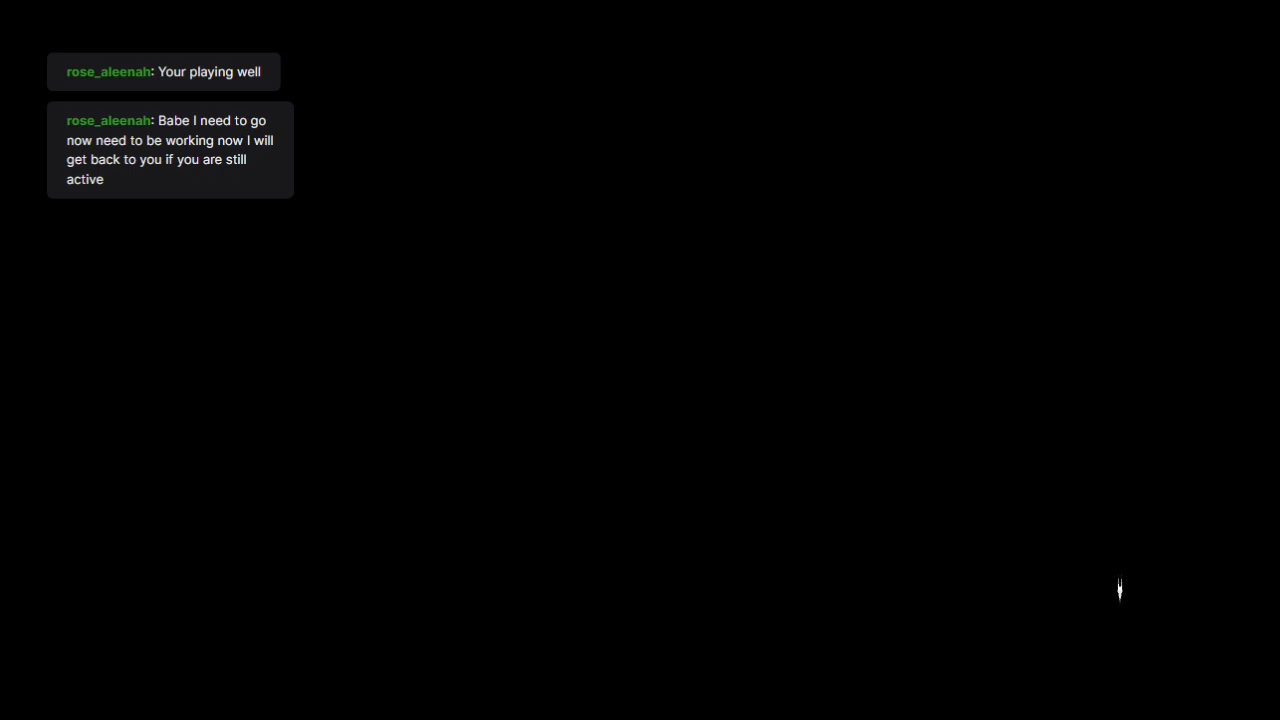 rose_aleenah: Your playing well
rose_aleenah: Babe I need to go
now need to be working now I will
get back to you if you are still
active